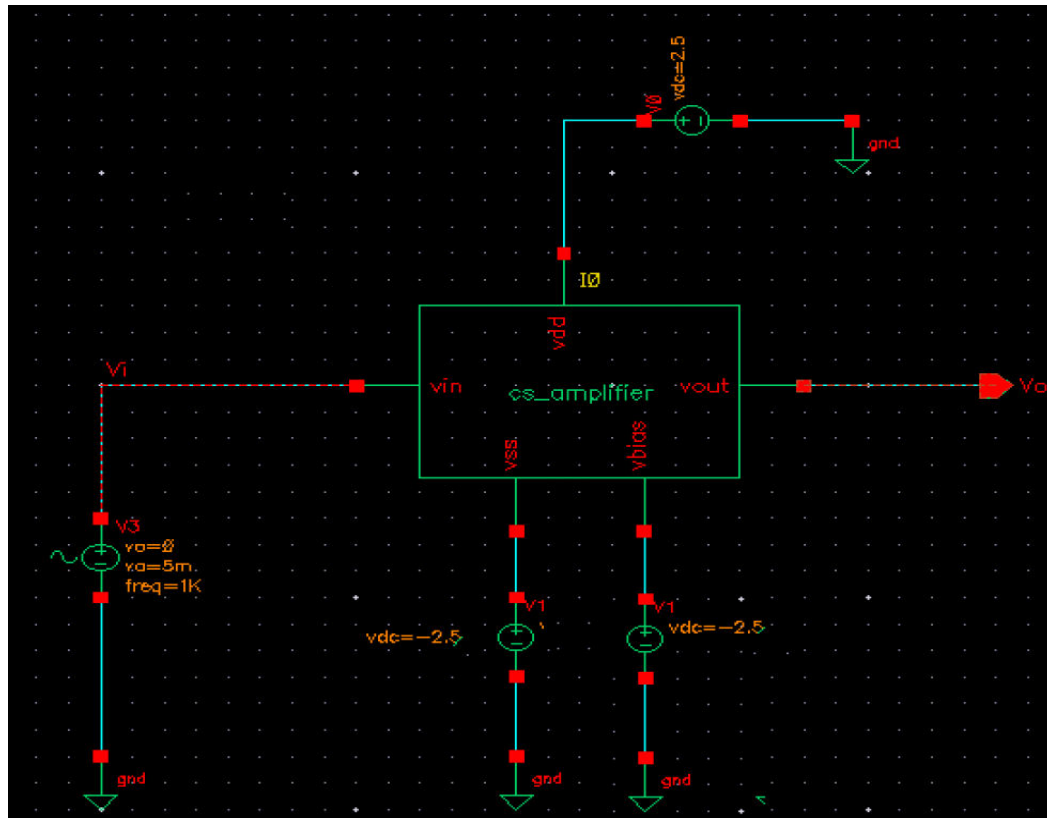 vdc=2.5
V0
gnd
I0
vdd
Vi
vin
cs_amplifier
vout
Vo
vss
vbias
V3
vo=0
va=5m
freq=1K
V1
vdc=-2.5
V1
vdc=-2.5
gnd
gnd
gnd